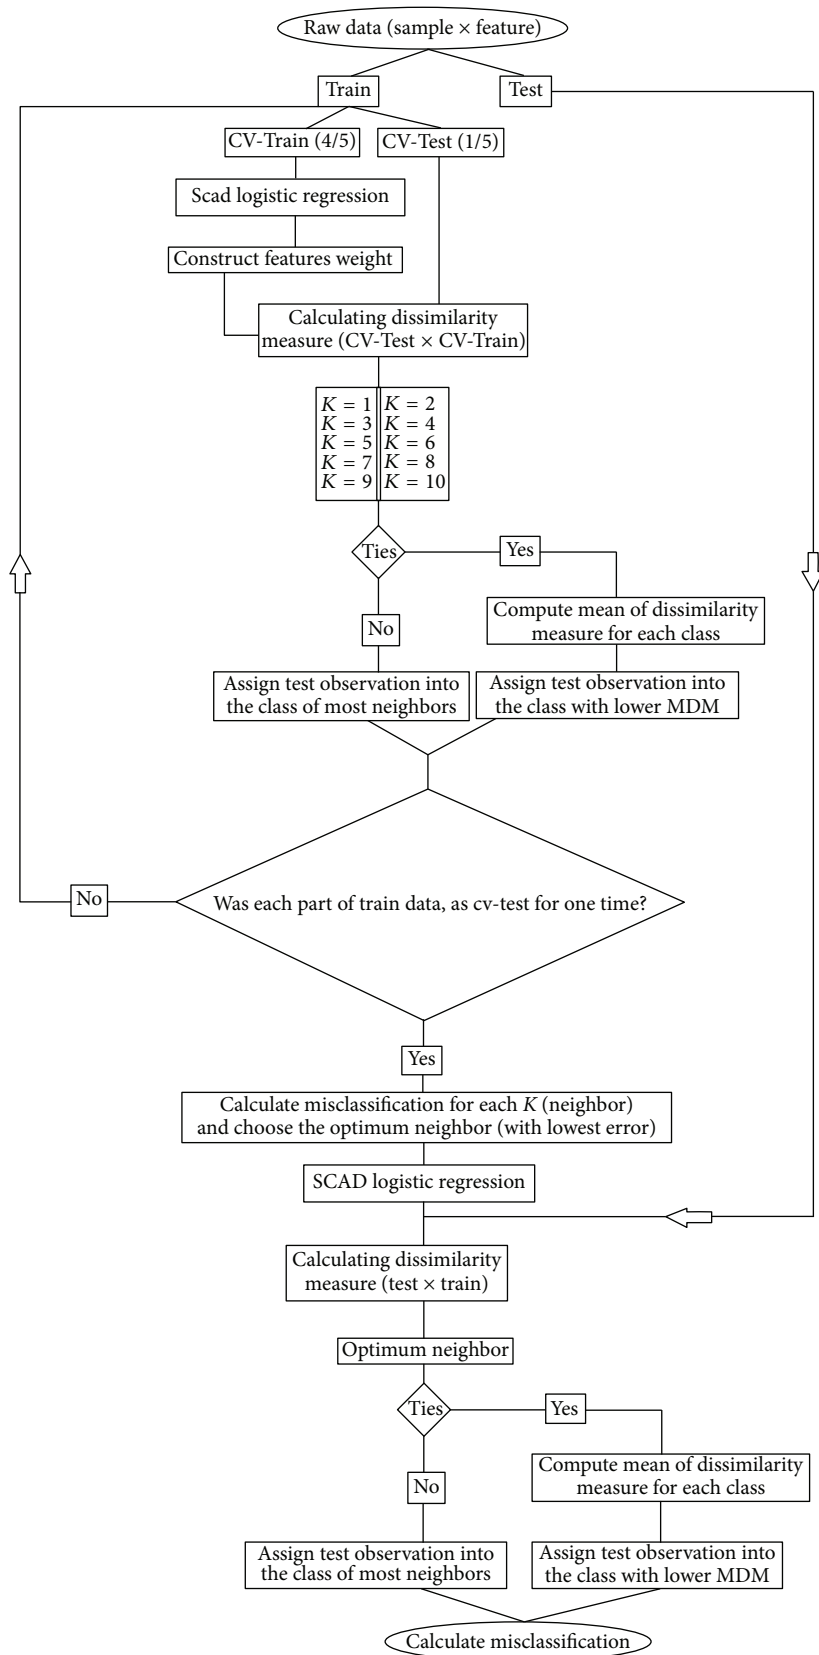 Raw data (sample × feature)
Train
Test
CV-Train (4/5)
CV-Test (1/5)
Scad logistic regression
Construct features weight
Calculating dissimilarity
measure (CV-Test × CV-Train)
K = 1
K = 2
K = 3
K = 4
K = 5
K = 6
K = 7
K = 8
K = 9
K = 10
Ties
Yes
No
Compute mean of dissimilarity
measure for each class
Assign test observation into
the class of most neighbors
Assign test observation into
the class with lower MDM
No
Was each part of train data, as cv-test for one time?
Yes
Calculate misclassification for each K (neighbor)
and choose the optimum neighbor (with lowest error)
SCAD logistic regression
Calculating dissimilarity
measure (test × train)
Optimum neighbor
Ties
Yes
No
Compute mean of dissimilarity
measure for each class
Assign test observation into
the class of most neighbors
Assign test observation into
the class with lower MDM
Calculate misclassification